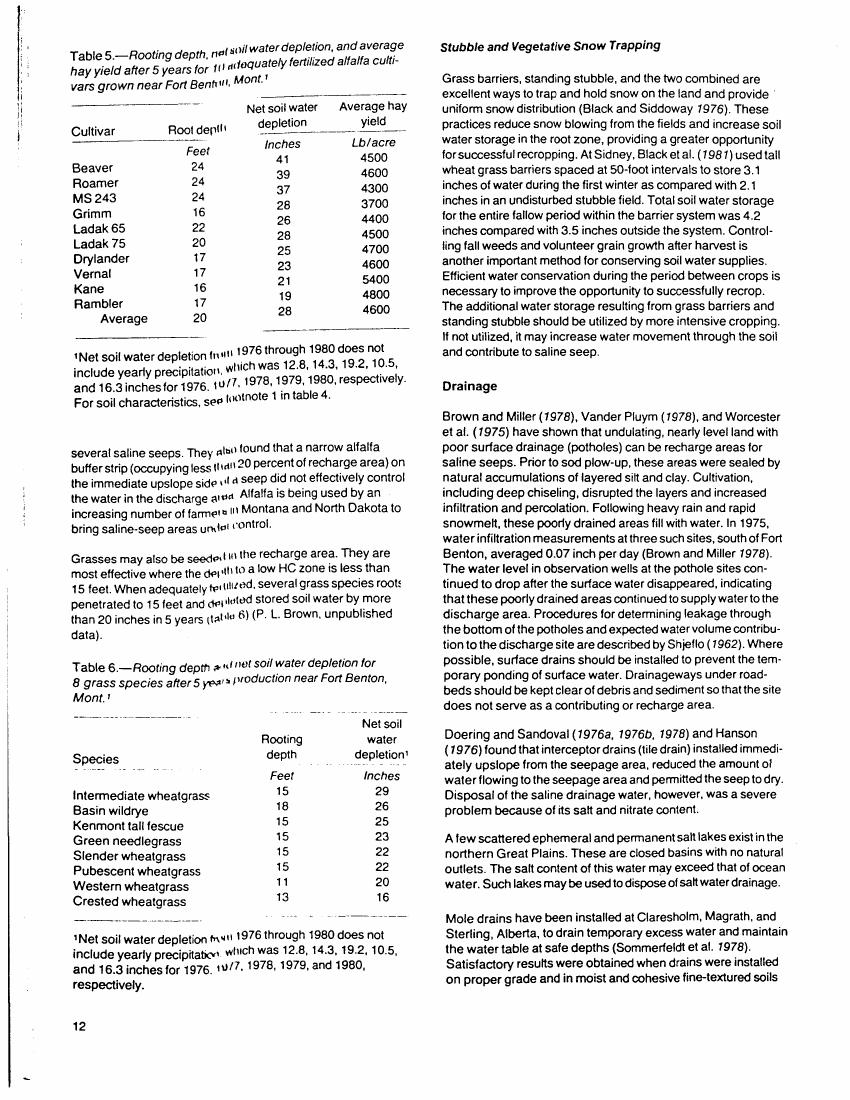 Table 5.—Rooting depth, net soil water depletion, and average
hay yield after 5 years for 10 adequately fertilized alfalfa culti-
vars grown near Fort Benton, Mont.¹
Cultivar Root depth Net soil water depletion Average hay yield
Feet Inches Lb/acre
Beaver 24 41 4500
Roamer 24 39 4600
MS 243 24 37 4300
Grimm 16 28 3700
Ladak 65 22 26 4400
Ladak 75 20 28 4500
Drylander 17 25 4700
Vernal 17 23 4600
Kane 16 21 5400
Rambler 17 19 4800
Average 20 28 4600
¹Net soil water depletion from 1976 through 1980 does not
include yearly precipitation, which was 12.8, 14.3, 19.2, 10.5,
and 16.3 inches for 1976, 1977, 1978, 1979, 1980, respectively.
For soil characteristics, see footnote 1 in table 4.
several saline seeps. They also found that a narrow alfalfa
buffer strip (occupying less than 20 percent of recharge area) on
the immediate upslope side of a seep did not effectively control
the water in the discharge area. Alfalfa is being used by an
increasing number of farmers in Montana and North Dakota to
bring saline-seep areas under control.
Grasses may also be seeded in the recharge area. They are
most effective where the depth to a low HC zone is less than
15 feet. When adequately fertilized, several grass species roots
penetrated to 15 feet and depleted stored soil water by more
than 20 inches in 5 years (table 6) (P. L. Brown, unpublished
data).
Table 6.—Rooting depth and net soil water depletion for
8 grass species after 5 years production near Fort Benton,
Mont.¹
Species Rooting depth Net soil water depletion¹
Feet Inches
Intermediate wheatgrass 15 29
Basin wildrye 18 26
Kenmont tall fescue 15 25
Green needlegrass 15 23
Slender wheatgrass 15 22
Pubescent wheatgrass 15 22
Western wheatgrass 11 20
Crested wheatgrass 13 16
¹Net soil water depletion from 1976 through 1980 does not
include yearly precipitation which was 12.8, 14.3, 19.2, 10.5,
and 16.3 inches for 1976, 1977, 1978, 1979, and 1980,
respectively.
12
Stubble and Vegetative Snow Trapping
Grass barriers, standing stubble, and the two combined are
excellent ways to trap and hold snow on the land and provide
uniform snow distribution (Black and Siddoway 1976). These
practices reduce snow blowing from the fields and increase soil
water storage in the root zone, providing a greater opportunity
for successful recropping. At Sidney, Black et al. (1981) used tall
wheat grass barriers spaced at 50-foot intervals to store 3.1
inches of water during the first winter as compared with 2.1
inches in an undisturbed stubble field. Total soil water storage
for the entire fallow period within the barrier system was 4.2
inches compared with 3.5 inches outside the system. Control-
ling fall weeds and volunteer grain growth after harvest is
another important method for conserving soil water supplies.
Efficient water conservation during the period between crops is
necessary to improve the opportunity to successfully recrop.
The additional water storage resulting from grass barriers and
standing stubble should be utilized by more intensive cropping.
If not utilized, it may increase water movement through the soil
and contribute to saline seep.
Drainage
Brown and Miller (1978), Vander Pluym (1978), and Worcester
et al. (1975) have shown that undulating, nearly level land with
poor surface drainage (potholes) can be recharge areas for
saline seeps. Prior to sod plow-up, these areas were sealed by
natural accumulations of layered silt and clay. Cultivation,
including deep chiseling, disrupted the layers and increased
infiltration and percolation. Following heavy rain and rapid
snowmelt, these poorly drained areas fill with water. In 1975,
water infiltration measurements at three such sites, south of Fort
Benton, averaged 0.07 inch per day (Brown and Miller 1978).
The water level in observation wells at the pothole sites con-
tinued to drop after the surface water disappeared, indicating
that these poorly drained areas continued to supply water to the
discharge area. Procedures for determining leakage through
the bottom of the potholes and expected water volume contribu-
tion to the discharge site are described by Shjeflo (1962). Where
possible, surface drains should be installed to prevent the tem-
porary ponding of surface water. Drainageways under road-
beds should be kept clear of debris and sediment so that the site
does not serve as a contributing or recharge area.
Doering and Sandoval (1976a, 1976b, 1978) and Hanson
(1976) found that interceptor drains (tile drain) installed immedi-
ately upslope from the seepage area, reduced the amount of
water flowing to the seepage area and permitted the seep to dry.
Disposal of the saline drainage water, however, was a severe
problem because of its salt and nitrate content.
A few scattered ephemeral and permanent salt lakes exist in the
northern Great Plains. These are closed basins with no natural
outlets. The salt content of this water may exceed that of ocean
water. Such lakes may be used to dispose of salt water drainage.
Mole drains have been installed at Claresholm, Magrath, and
Sterling, Alberta, to drain temporary excess water and maintain
the water table at safe depths (Sommerfeldt et al. 1978).
Satisfactory results were obtained when drains were installed
on proper grade and in moist and cohesive fine-textured soils